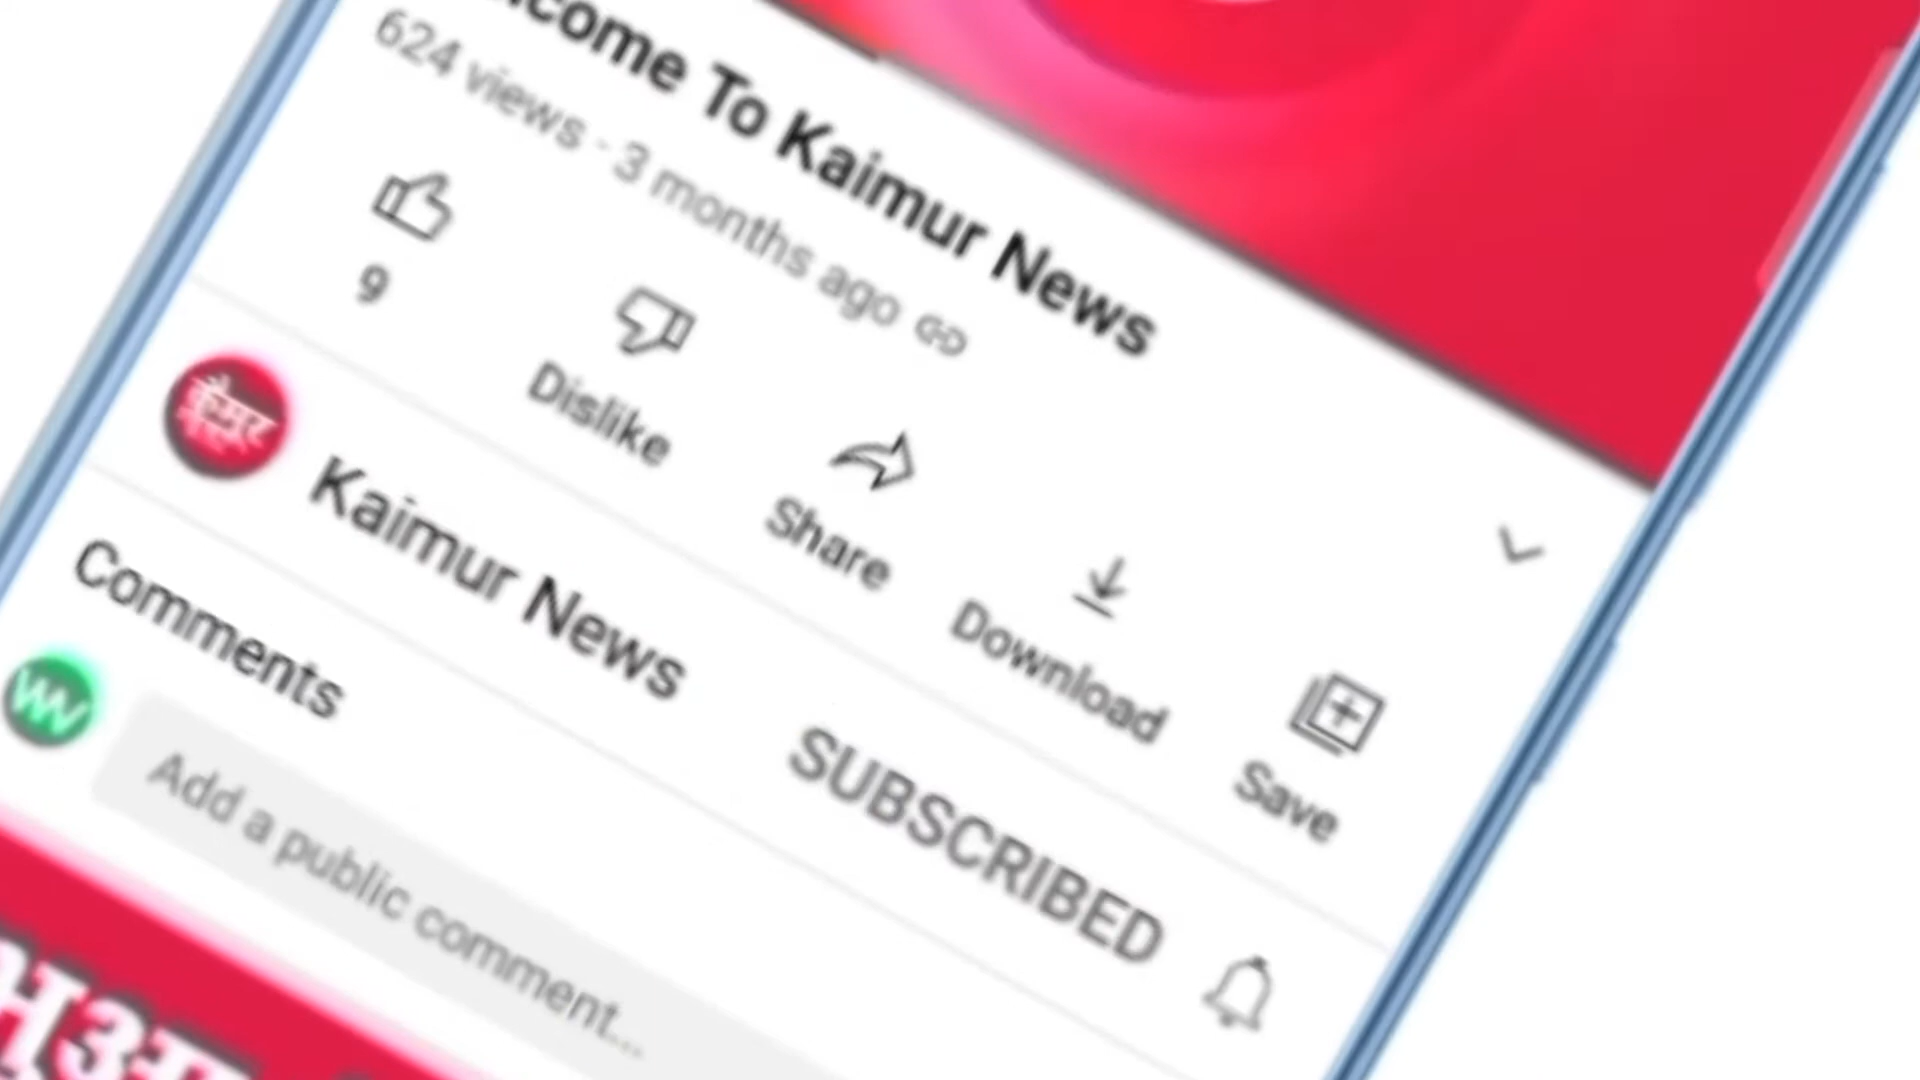 come To Kaimur News
624 views · 3 months ago
9
Dislike
Share
Download
Save
कैमूर
Kaimur News
SUBSCRIBED
Comments
Add a public comment...